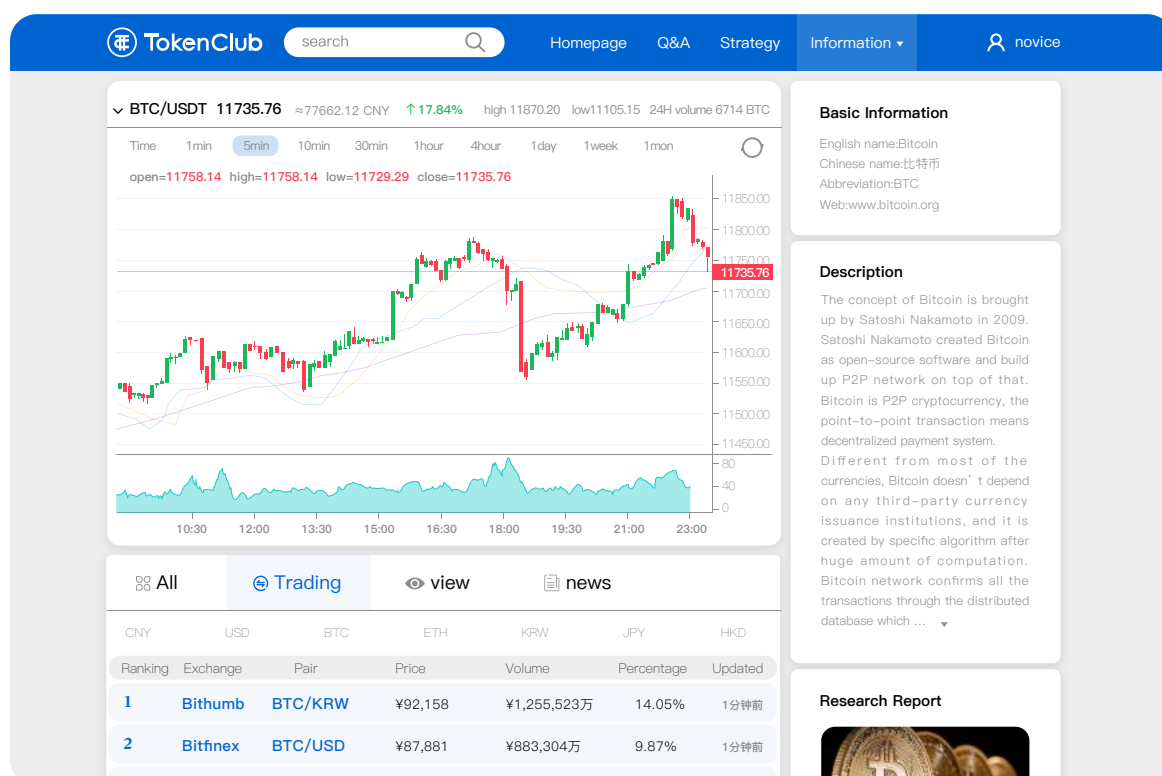 TokenClub
search
Homepage Q&A Strategy Information novice
BTC/USDT 11735.76 ≈77662.12 CNY ↑17.84% high 11870.20 low11105.15 24H volume 6714 BTC
Time 1min 5min 10min 30min 1hour 4hour 1day 1week 1mon
open=11758.14 high=11758.14 low=11729.29 close=11735.76
11850.00
11800.00
11750.00
11735.76
11700.00
11650.00
11600.00
11550.00
11500.00
11450.00
80
40
0
10:30 12:00 13:30 15:00 16:30 18:00 19:30 21:00 23:00
All Trading view news
CNY USD BTC ETH KRW JPY HKD
Ranking Exchange Pair Price Volume Percentage Updated
1 Bithumb BTC/KRW ¥92,158 ¥1,255,523万 14.05% 1分钟前
2 Bitfinex BTC/USD ¥87,881 ¥883,304万 9.87% 1分钟前
Basic Information
English name:Bitcoin
Chinese name:比特币
Abbreviation:BTC
Web:www.bitcoin.org
Description
The concept of Bitcoin is brought
up by Satoshi Nakamoto in 2009.
Satoshi Nakamoto created Bitcoin
as open-source software and build
up P2P network on top of that.
Bitcoin is P2P cryptocurrency, the
point-to-point transaction means
decentralized payment system.
Different from most of the
currencies, Bitcoin doesn't depend
on any third-party currency
issuance institutions, and it is
created by specific algorithm after
huge amount of computation.
Bitcoin network confirms all the
transactions through the distributed
database which ...
Research Report